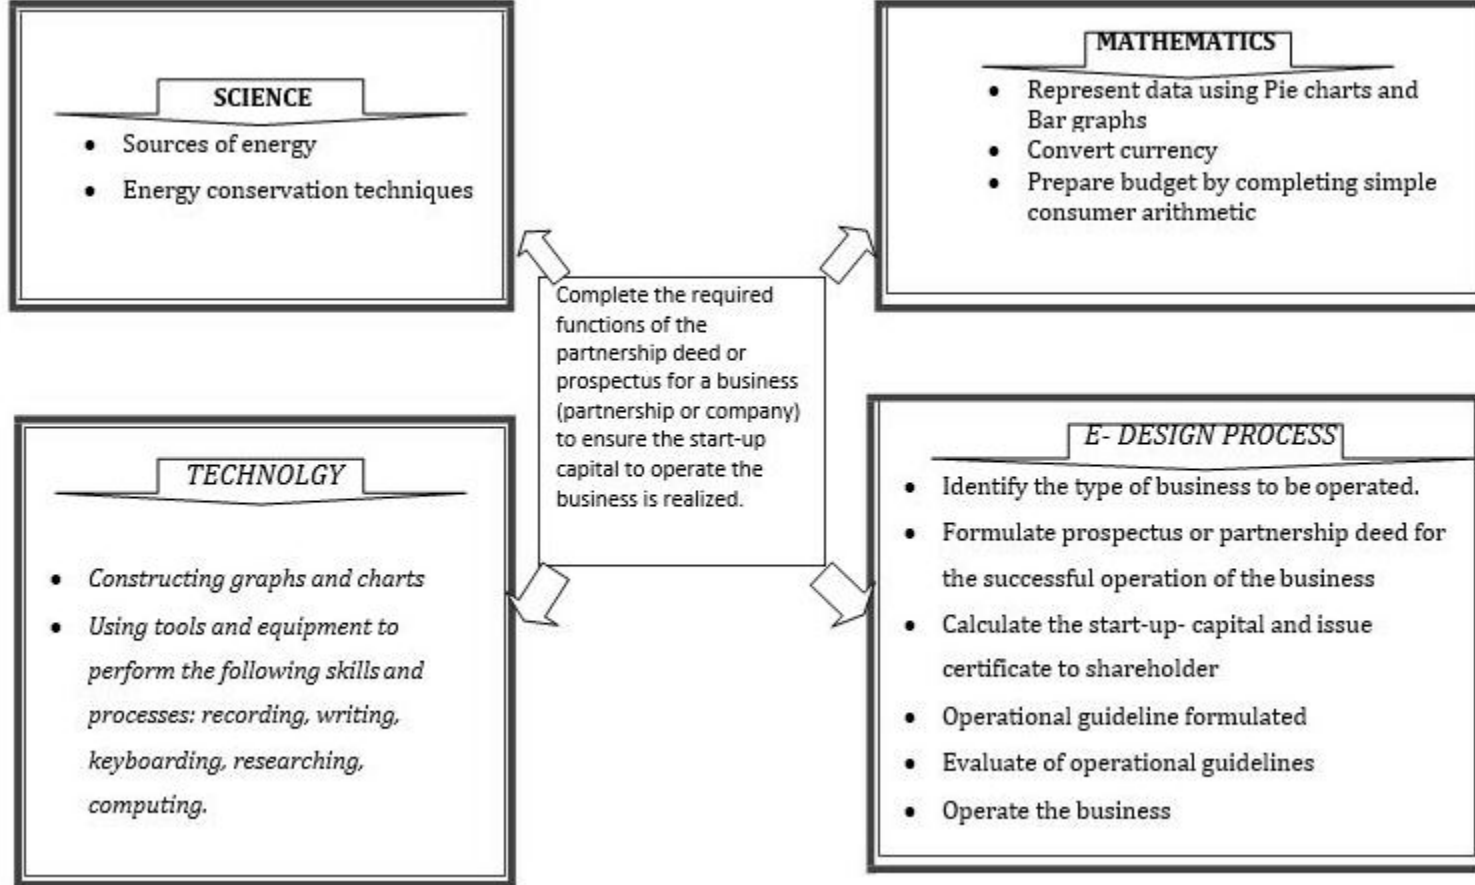 SCIENCE
• Sources of energy
• Energy conservation techniques
MATHEMATICS
• Represent data using Pie charts and
Bar graphs
• Convert currency
• Prepare budget by completing simple
consumer arithmetic
Complete the required
functions of the
partnership deed or
prospectus for a business
(partnership or company)
to ensure the start-up
capital to operate the
business is realized.
TECHNOLGY
• Constructing graphs and charts
• Using tools and equipment to
perform the following skills and
processes: recording, writing,
keyboarding, researching,
computing.
E- DESIGN PROCESS
• Identify the type of business to be operated.
• Formulate prospectus or partnership deed for
the successful operation of the business
• Calculate the start-up- capital and issue
certificate to shareholder
• Operational guideline formulated
• Evaluate of operational guidelines
• Operate the business